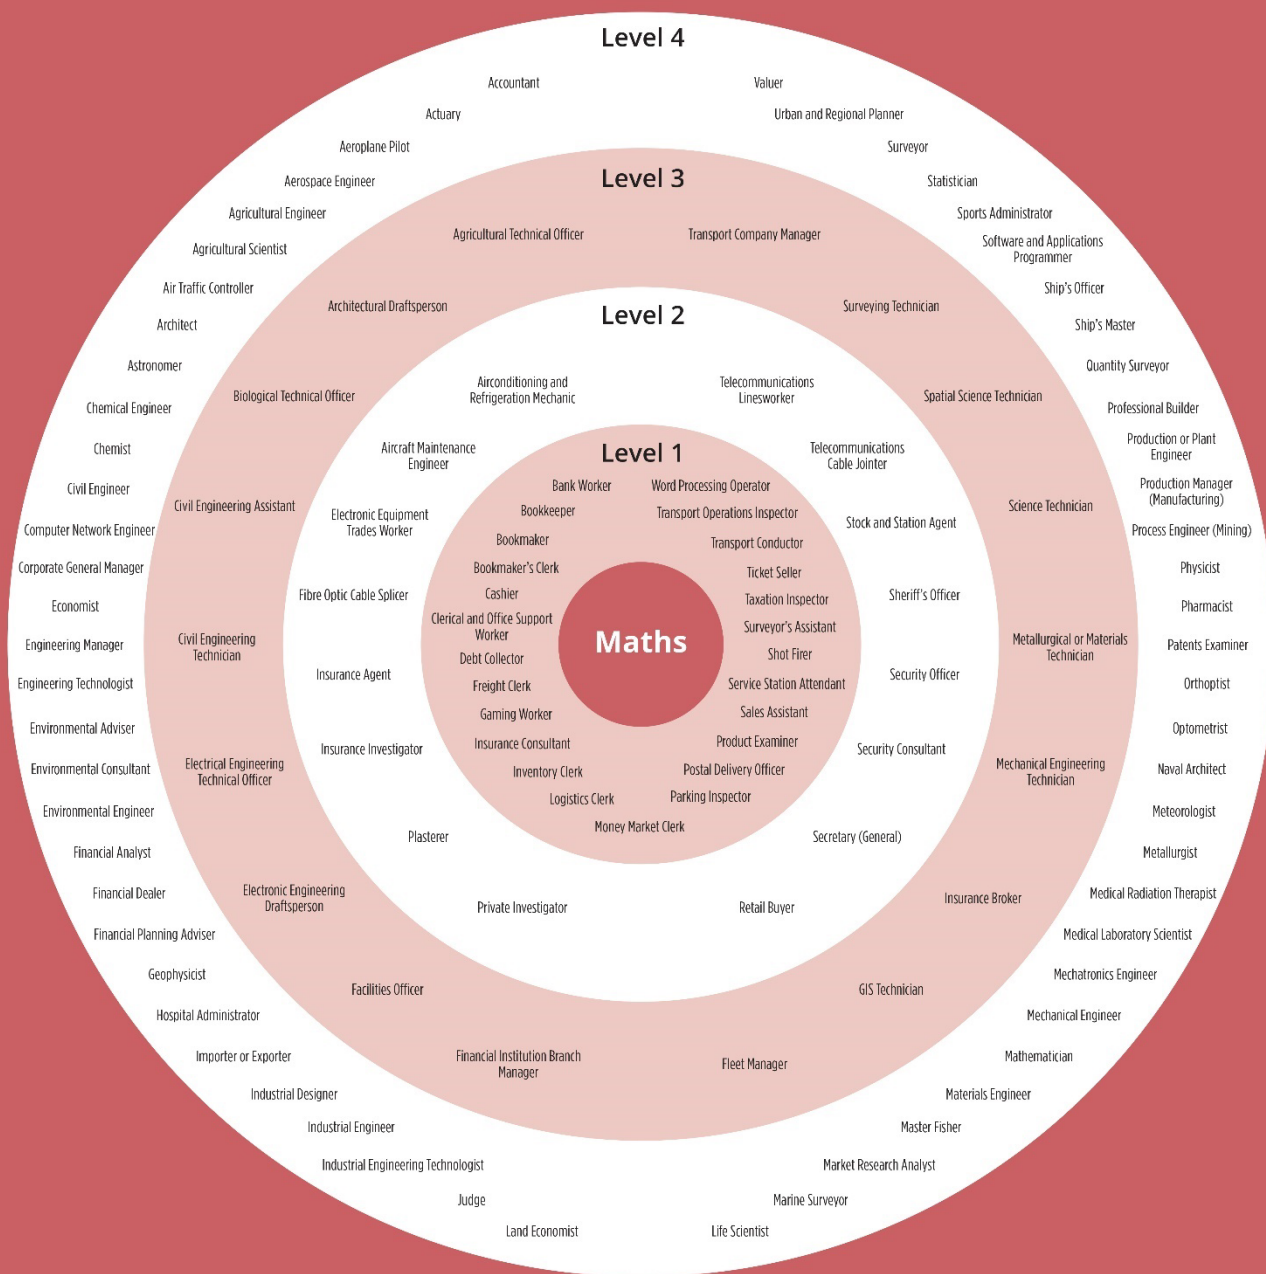 Level 4
Accountant
Actuary
Aeroplane Pilot
Aerospace Engineer
Agricultural Engineer
Agricultural Scientist
Air Traffic Controller
Architect
Astronomer
Chemical Engineer
Chemist
Civil Engineer
Computer Network Engineer
Corporate General Manager
Economist
Engineering Manager
Engineering Technologist
Environmental Adviser
Environmental Consultant
Environmental Engineer
Financial Analyst
Financial Dealer
Financial Planning Adviser
Geophysicist
Hospital Administrator
Importer or Exporter
Industrial Designer
Industrial Engineer
Industrial Engineering Technologist
Judge
Land Economist
Valuer
Urban and Regional Planner
Surveyor
Statistician
Sports Administrator
Software and Applications
Programmer
Ship's Officer
Ship's Master
Quantity Surveyor
Professional Builder
Production or Plant
Engineer
Production Manager
(Manufacturing)
Process Engineer (Mining)
Physicist
Pharmacist
Patents Examiner
Orthoptist
Optometrist
Naval Architect
Meteorologist
Metallurgist
Medical Radiation Therapist
Medical Laboratory Scientist
Mechatronics Engineer
Mechanical Engineer
Mathematician
Materials Engineer
Master Fisher
Market Research Analyst
Marine Surveyor
Life Scientist
Level 3
Agricultural Technical Officer
Architectural Draftsperson
Biological Technical Officer
Civil Engineering Assistant
Civil Engineering
Technician
Electrical Engineering
Technical Officer
Electronic Engineering
Draftsperson
Facilities Officer
Financial Institution Branch
Manager
Transport Company Manager
Surveying Technician
Spatial Science Technician
Science Technician
Metallurgical or Materials
Technician
Mechanical Engineering
Technician
Insurance Broker
GIS Technician
Fleet Manager
Level 2
Airconditioning and
Refrigeration Mechanic
Aircraft Maintenance
Engineer
Electronic Equipment
Trades Worker
Fibre Optic Cable Splicer
Insurance Agent
Insurance Investigator
Plasterer
Private Investigator
Telecommunications
Linesworker
Telecommunications
Cable Jointer
Stock and Station Agent
Sheriff's Officer
Security Officer
Security Consultant
Secretary (General)
Retail Buyer
Level 1
Bank Worker
Bookkeeper
Bookmaker
Bookmaker's Clerk
Cashier
Clerical and Office Support
Worker
Debt Collector
Freight Clerk
Gaming Worker
Insurance Consultant
Inventory Clerk
Logistics Clerk
Money Market Clerk
Word Processing Operator
Transport Operations Inspector
Transport Conductor
Ticket Seller
Taxation Inspector
Surveyor's Assistant
Shot Firer
Service Station Attendant
Sales Assistant
Product Examiner
Postal Delivery Officer
Parking Inspector
Maths